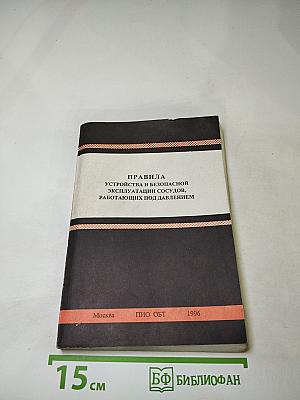 ПРАВИЛА
УСТРОЙСТВА И БЕЗОПАСНОЙ
ЭКСПЛУАТАЦИИ СОСУДОВ,
РАБОТАЮЩИХ ПОД ДАВЛЕНИЕМ
Москва ПИО ОБТ 1996
15 см БФ БИБЛИОФАН